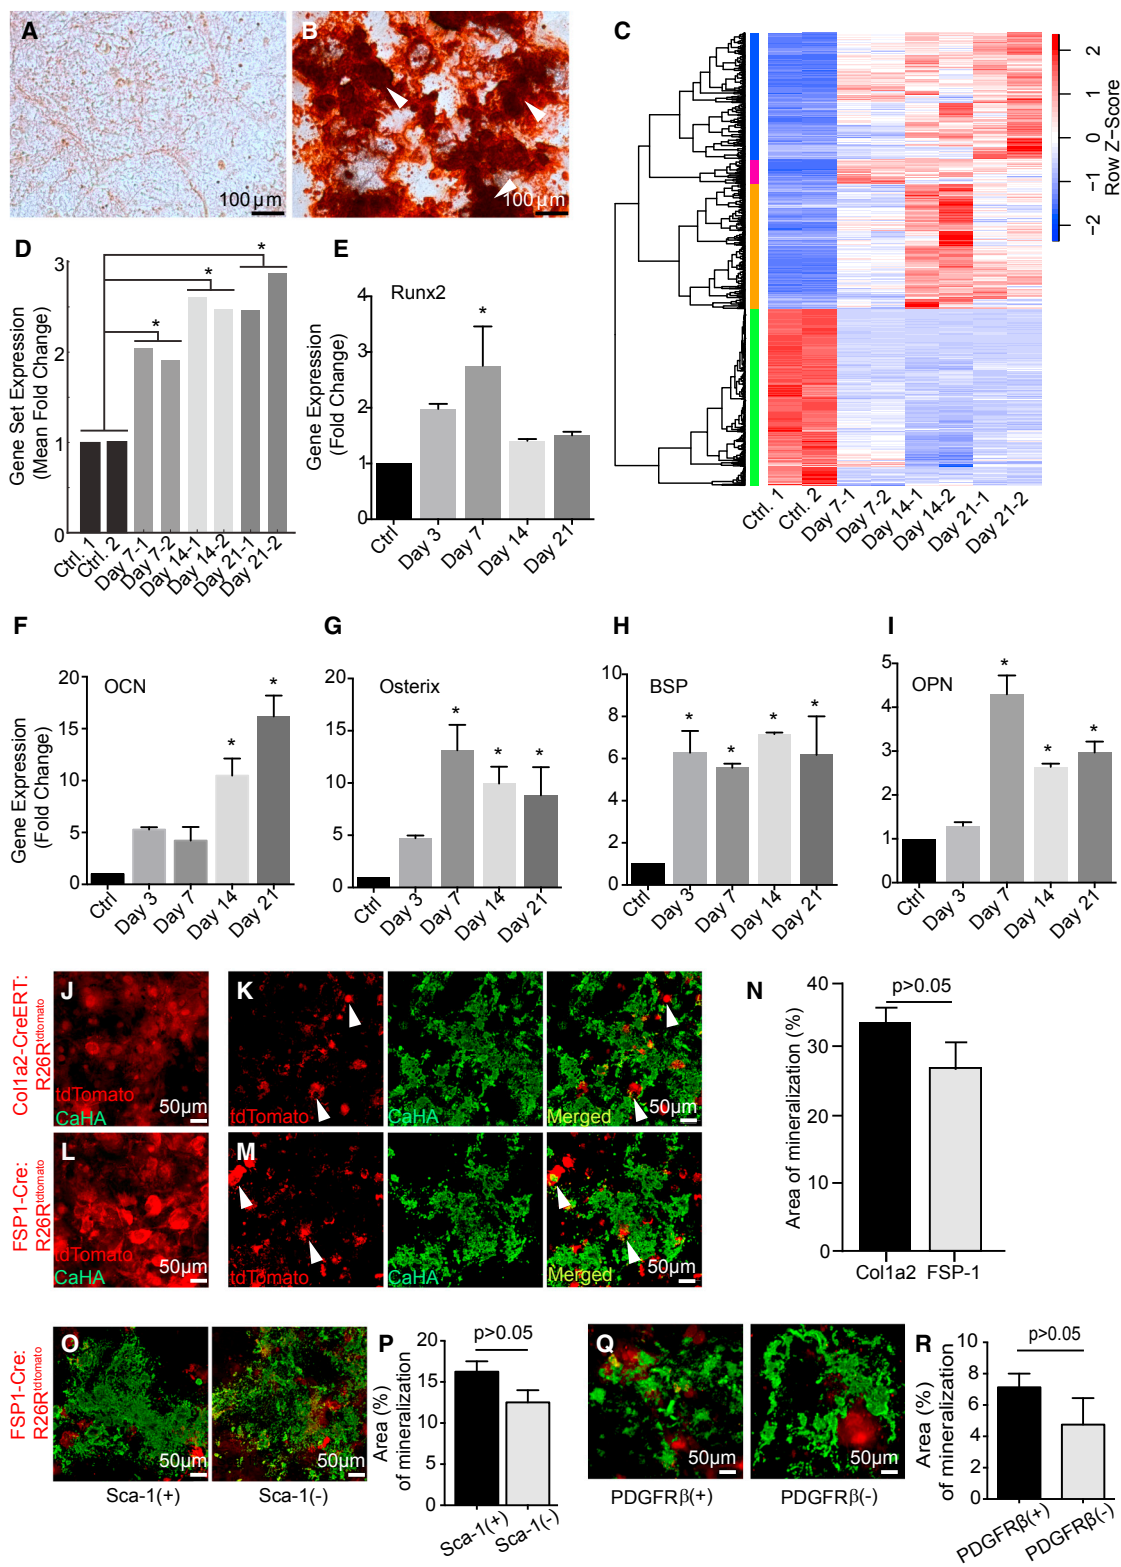 A
100 µm
B
100 µm
C
2
1
0
−1
−2
Row Z−Score
Ctrl. 1
Ctrl. 2
Day 7-1
Day 7-2
Day 14-1
Day 14-2
Day 21-1
Day 21-2
D
Gene Set Expression
(Mean Fold Change)
3
2
1
0
*
*
*
Ctrl. 1
Ctrl. 2
Day 7-1
Day 7-2
Day 14-1
Day 14-2
Day 21-1
Day 21-2
E
Runx2
Gene Expression
(Fold Change)
4
3
2
1
0
*
Ctrl
Day 3
Day 7
Day 14
Day 21
F
OCN
Gene Expression
(Fold Change)
20
15
10
5
0
*
*
Ctrl
Day 3
Day 7
Day 14
Day 21
G
Osterix
20
15
10
5
0
*
*
*
Ctrl
Day 3
Day 7
Day 14
Day 21
H
BSP
10
8
6
4
2
0
*
*
*
*
Ctrl
Day 3
Day 7
Day 14
Day 21
I
OPN
5
4
3
2
1
0
*
*
*
Ctrl
Day 3
Day 7
Day 14
Day 21
Col1a2-CreERT:
R26Rtdtomato
J
tdTomato
CaHA
50µm
K
tdTomato
CaHA
Merged
50µm
FSP1-Cre:
R26Rtdtomato
L
tdTomato
CaHA
50µm
M
tdTomato
CaHA
Merged
50µm
N
Area of mineralization (%)
40
30
20
10
0
p>0.05
Col1a2
FSP-1
FSP1-Cre:
R26Rtdtomato
O
50µm
50µm
Sca-1(+)
Sca-1(-)
P
Area (%)
of mineralization
20
15
10
5
0
p>0.05
Sca-1(+)
Sca-1(-)
Q
50µm
50µm
PDGFRβ(+)
PDGFRβ(-)
R
Area (%)
of mineralization
10
8
6
4
2
0
p>0.05
PDGFRβ(+)
PDGFRβ(-)